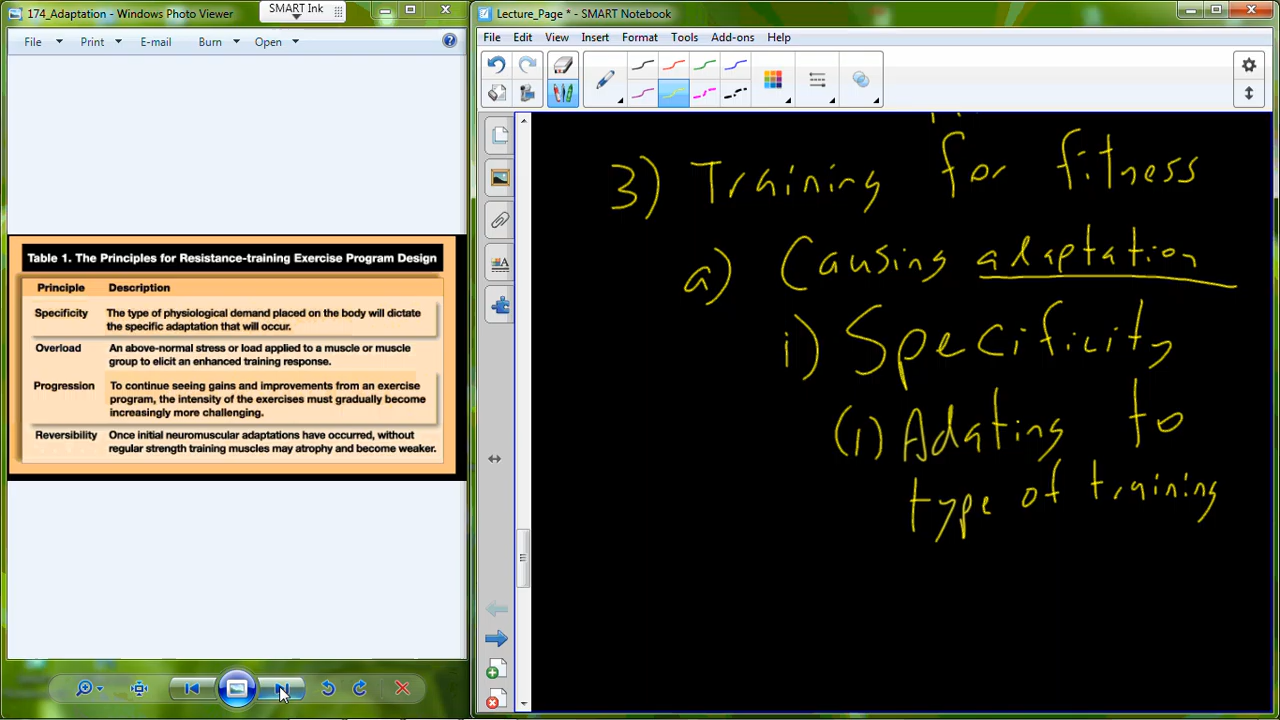 174_Adaptation - Windows Photo Viewer
SMART Ink
File Print E-mail Burn Open
Table 1. The Principles for Resistance-training Exercise Program Design
Principle Description
Specificity The type of physiological demand placed on the body will dictate
the specific adaptation that will occur.
Overload An above-normal stress or load applied to a muscle or muscle
group to elicit an enhanced training response.
Progression To continue seeing gains and improvements from an exercise
program, the intensity of the exercises must gradually become
increasingly more challenging.
Reversibility Once initial neuromuscular adaptations have occurred, without
regular strength training muscles may atrophy and become weaker.
Lecture_Page * - SMART Notebook
File Edit View Insert Format Tools Add-ons Help
3) Training for fitness
a) Causing adaptation
i) Specificity
(1) Adating to
type of training